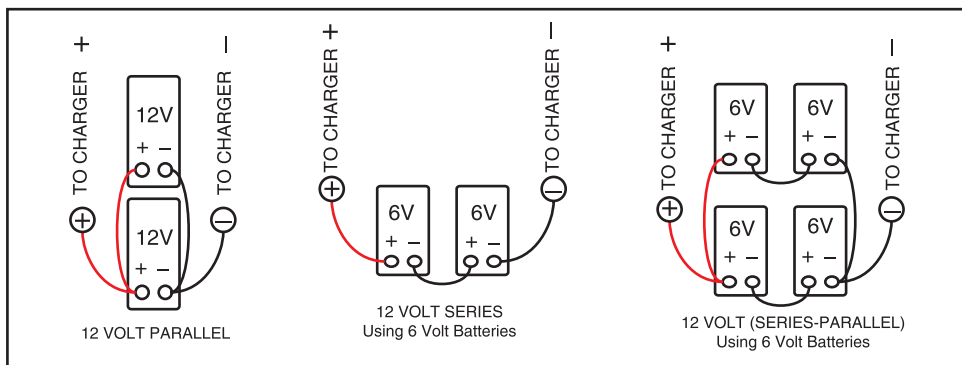 TO CHARGER +
TO CHARGER –
12V
+ –
+
–
12V
+ –
12 VOLT PARALLEL
TO CHARGER +
TO CHARGER –
+
–
6V
+ –
6V
+ –
12 VOLT SERIES
Using 6 Volt Batteries
TO CHARGER +
TO CHARGER –
6V
+ –
6V
+ –
+
–
6V
+ –
6V
+ –
12 VOLT (SERIES-PARALLEL)
Using 6 Volt Batteries